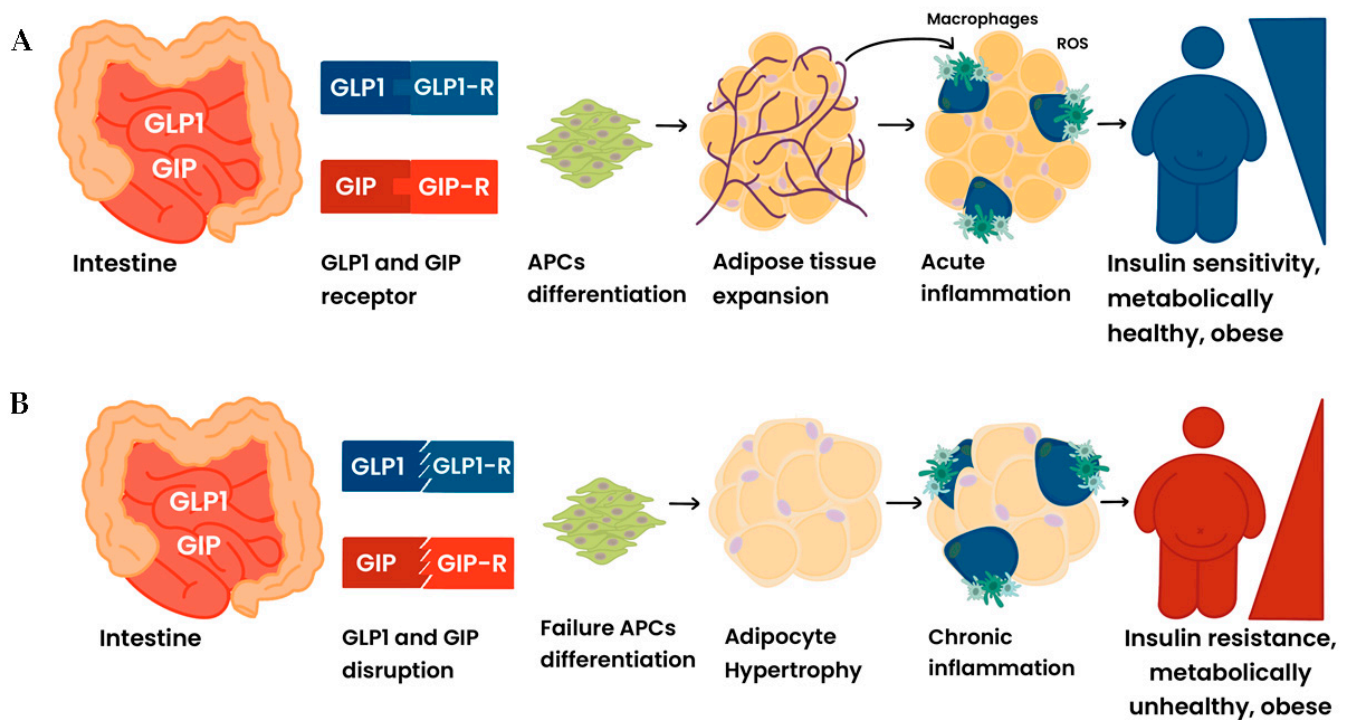 A
GLP1
GIP
GLP1 GLP1-R
GIP GIP-R
Macrophages
ROS
Intestine
GLP1 and GIP
receptor
APCs
differentiation
Adipose tissue
expansion
Acute
inflammation
Insulin sensitivity,
metabolically
healthy, obese
B
GLP1
GIP
GLP1 GLP1-R
GIP GIP-R
Intestine
GLP1 and GIP
disruption
Failure APCs
differentiation
Adipocyte
Hypertrophy
Chronic
inflammation
Insulin resistance,
metabolically
unhealthy, obese